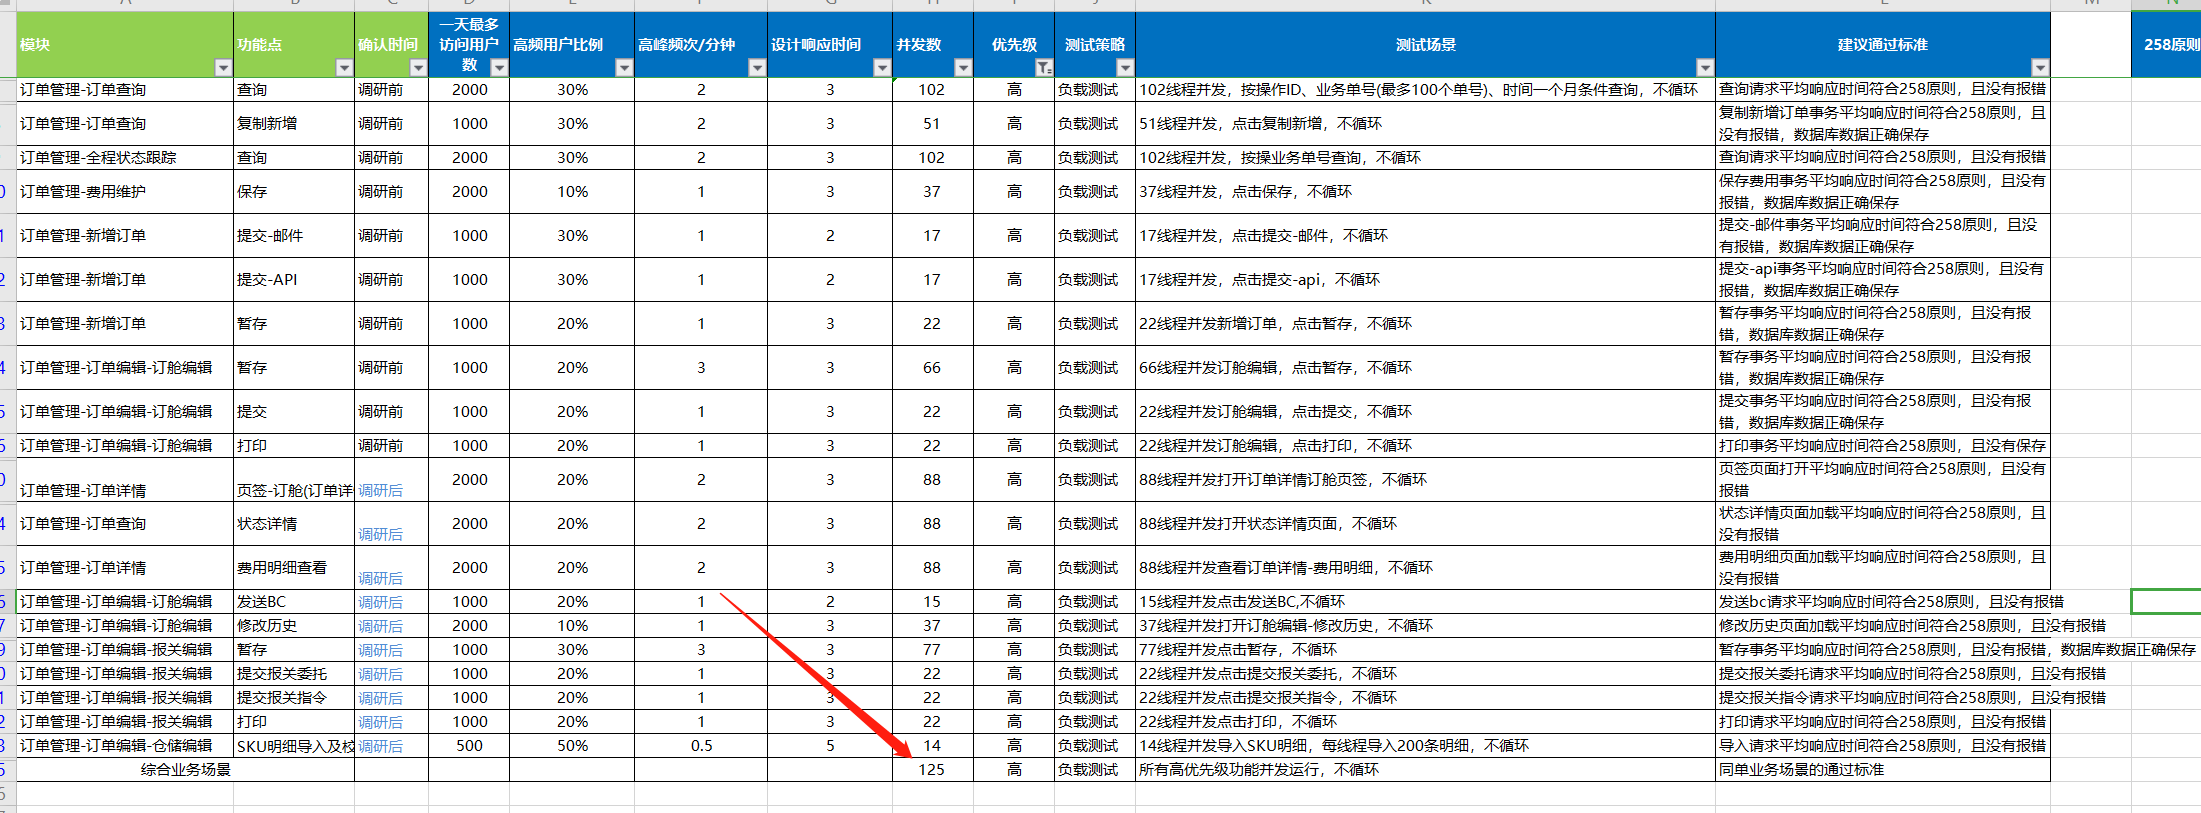 模块 功能点 确认时间 一天最多访问用户数 高频用户比例 高峰频次/分钟 设计响应时间 并发数 优先级 测试策略 测试场景 建议通过标准 258原则
订单管理-订单查询 查询 调研前 2000 30% 2 3 102 高 负载测试 102线程并发，按操作ID、业务单号(最多100个单号)、时间一个月条件查询，不循环 查询请求平均响应时间符合258原则，且没有报错
订单管理-订单查询 复制新增 调研前 1000 30% 2 3 51 高 负载测试 51线程并发，点击复制新增，不循环 复制新增订单事务平均响应时间符合258原则，且没有报错，数据库数据正确保存
订单管理-全程状态跟踪 查询 调研前 2000 30% 2 3 102 高 负载测试 102线程并发，按操业务单号查询，不循环 查询请求平均响应时间符合258原则，且没有报错
订单管理-费用维护 保存 调研前 2000 10% 1 3 37 高 负载测试 37线程并发，点击保存，不循环 保存费用事务平均响应时间符合258原则，且没有报错，数据库数据正确保存
订单管理-新增订单 提交-邮件 调研前 1000 30% 1 2 17 高 负载测试 17线程并发，点击提交-邮件，不循环 提交-邮件事务平均响应时间符合258原则，且没有报错，数据库数据正确保存
订单管理-新增订单 提交-API 调研前 1000 30% 1 2 17 高 负载测试 17线程并发，点击提交-api，不循环 提交-api事务平均响应时间符合258原则，且没有报错，数据库数据正确保存
订单管理-新增订单 暂存 调研前 1000 20% 1 3 22 高 负载测试 22线程并发新增订单，点击暂存，不循环 暂存事务平均响应时间符合258原则，且没有报错，数据库数据正确保存
订单管理-订单编辑-订舱编辑 暂存 调研前 1000 20% 3 3 66 高 负载测试 66线程并发订舱编辑，点击暂存，不循环 暂存事务平均响应时间符合258原则，且没有报错，数据库数据正确保存
订单管理-订单编辑-订舱编辑 提交 调研前 1000 20% 1 3 22 高 负载测试 22线程并发订舱编辑，点击提交，不循环 提交事务平均响应时间符合258原则，且没有报错，数据库数据正确保存
订单管理-订单编辑-订舱编辑 打印 调研前 1000 20% 1 3 22 高 负载测试 22线程并发订舱编辑，点击打印，不循环 打印事务平均响应时间符合258原则，且没有保存
订单管理-订单详情 页签-订舱(订单详 调研后 2000 20% 2 3 88 高 负载测试 88线程并发打开订单详情订舱页签，不循环 页签页面打开平均响应时间符合258原则，且没有报错
订单管理-订单查询 状态详情 调研后 2000 20% 2 3 88 高 负载测试 88线程并发打开状态详情页面，不循环 状态详情页面加载平均响应时间符合258原则，且没有报错
订单管理-订单详情 费用明细查看 调研后 2000 20% 2 3 88 高 负载测试 88线程并发查看订单详情-费用明细，不循环 费用明细页面加载平均响应时间符合258原则，且没有报错
订单管理-订单编辑-订舱编辑 发送BC 调研后 1000 20% 1 2 15 高 负载测试 15线程并发点击发送BC,不循环 发送bc请求平均响应时间符合258原则，且没有报错
订单管理-订单编辑-订舱编辑 修改历史 调研后 2000 10% 1 3 37 高 负载测试 37线程并发打开订舱编辑-修改历史，不循环 修改历史页面加载平均响应时间符合258原则，且没有报错
订单管理-订单编辑-报关编辑 暂存 调研后 1000 30% 3 3 77 高 负载测试 77线程并发点击暂存，不循环 暂存事务平均响应时间符合258原则，且没有报错，数据库数据正确保存
订单管理-订单编辑-报关编辑 提交报关委托 调研后 1000 20% 1 3 22 高 负载测试 22线程并发点击提交报关委托，不循环 提交报关委托请求平均响应时间符合258原则，且没有报错
订单管理-订单编辑-报关编辑 提交报关指令 调研后 1000 20% 1 3 22 高 负载测试 22线程并发点击提交报关指令，不循环 提交报关指令请求平均响应时间符合258原则，且没有报错
订单管理-订单编辑-报关编辑 打印 调研后 1000 20% 1 3 22 高 负载测试 22线程并发点击打印，不循环 打印请求平均响应时间符合258原则，且没有报错
订单管理-订单编辑-仓储编辑 SKU明细导入及校 调研后 500 50% 0.5 5 14 高 负载测试 14线程并发导入SKU明细，每线程导入200条明细，不循环 导入请求平均响应时间符合258原则，且没有报错
综合业务场景 125 高 负载测试 所有高优先级功能并发运行，不循环 同单业务场景的通过标准